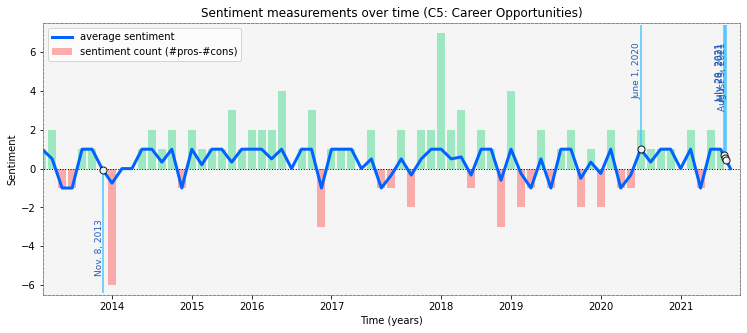 Sentiment measurements over time (C5: Career Opportunities)
average sentiment
sentiment count (#pros-#cons)
6
4
2
0
−2
−4
−6
Sentiment
Nov. 8, 2013
June 1, 2020
2014
2015
2016
2017
2018
2019
2020
2021
Time (years)